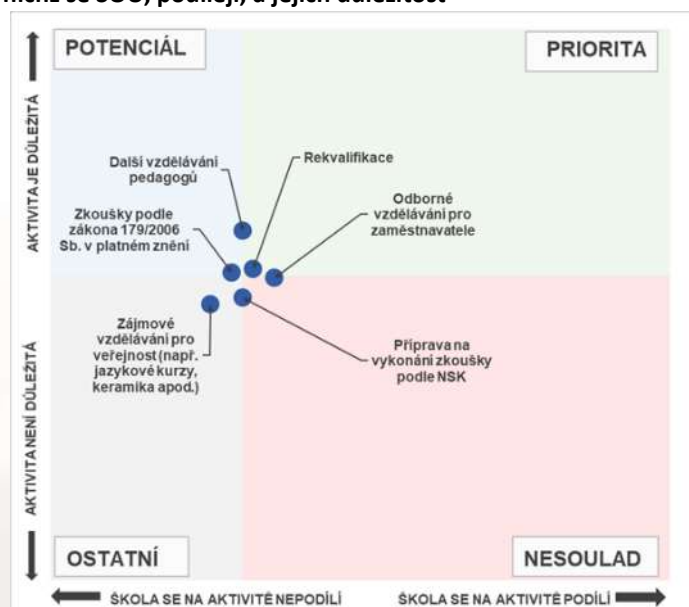 nichž se SOU, podílejí, a jejich důležitost
POTENCIÁL
PRIORITA
AKTIVITA JE DŮLEŽITÁ
Další vzdělávání
pedagogů
Rekvalifikace
Zkoušky podle
zákona 179/2006
Sb. v platném znění
Odborné
vzdělávání pro
zaměstnavatele
Zájmové
vzdělávání pro
veřejnost (např.
jazykové kurzy,
keramika apod.)
Příprava na
vykonání zkoušky
podle NSK
AKTIVITA NENÍ DŮLEŽITÁ
OSTATNÍ
NESOULAD
ŠKOLA SE NA AKTIVITĚ NEPODÍLÍ
ŠKOLA SE NA AKTIVITĚ PODÍLÍ